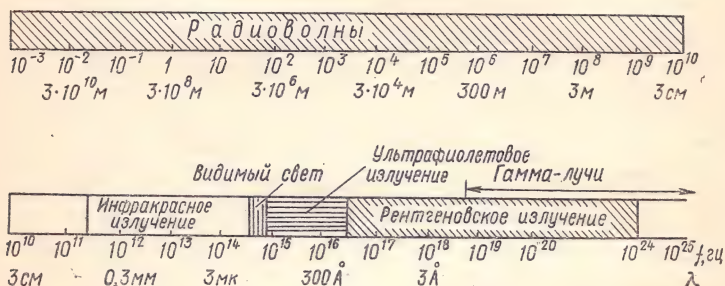 Радиоволны
10⁻³ 10⁻² 10⁻¹ 1 10 10² 10³ 10⁴ 10⁵ 10⁶ 10⁷ 10⁸ 10⁹ 10¹⁰
3·10¹⁰м 3·10⁸м 3·10⁶м 3·10⁴м 300м 3м 3см
Ультрафиолетовое
Видимый свет излучение Гамма-лучи
Инфракрасное
излучение Рентгеновское излучение
10¹⁰ 10¹¹ 10¹² 10¹³ 10¹⁴ 10¹⁵ 10¹⁶ 10¹⁷ 10¹⁸ 10¹⁹ 10²⁰ 10²⁴ 10²⁵ f,гц
3см 0,3мм 3мк 300Å 3Å λ